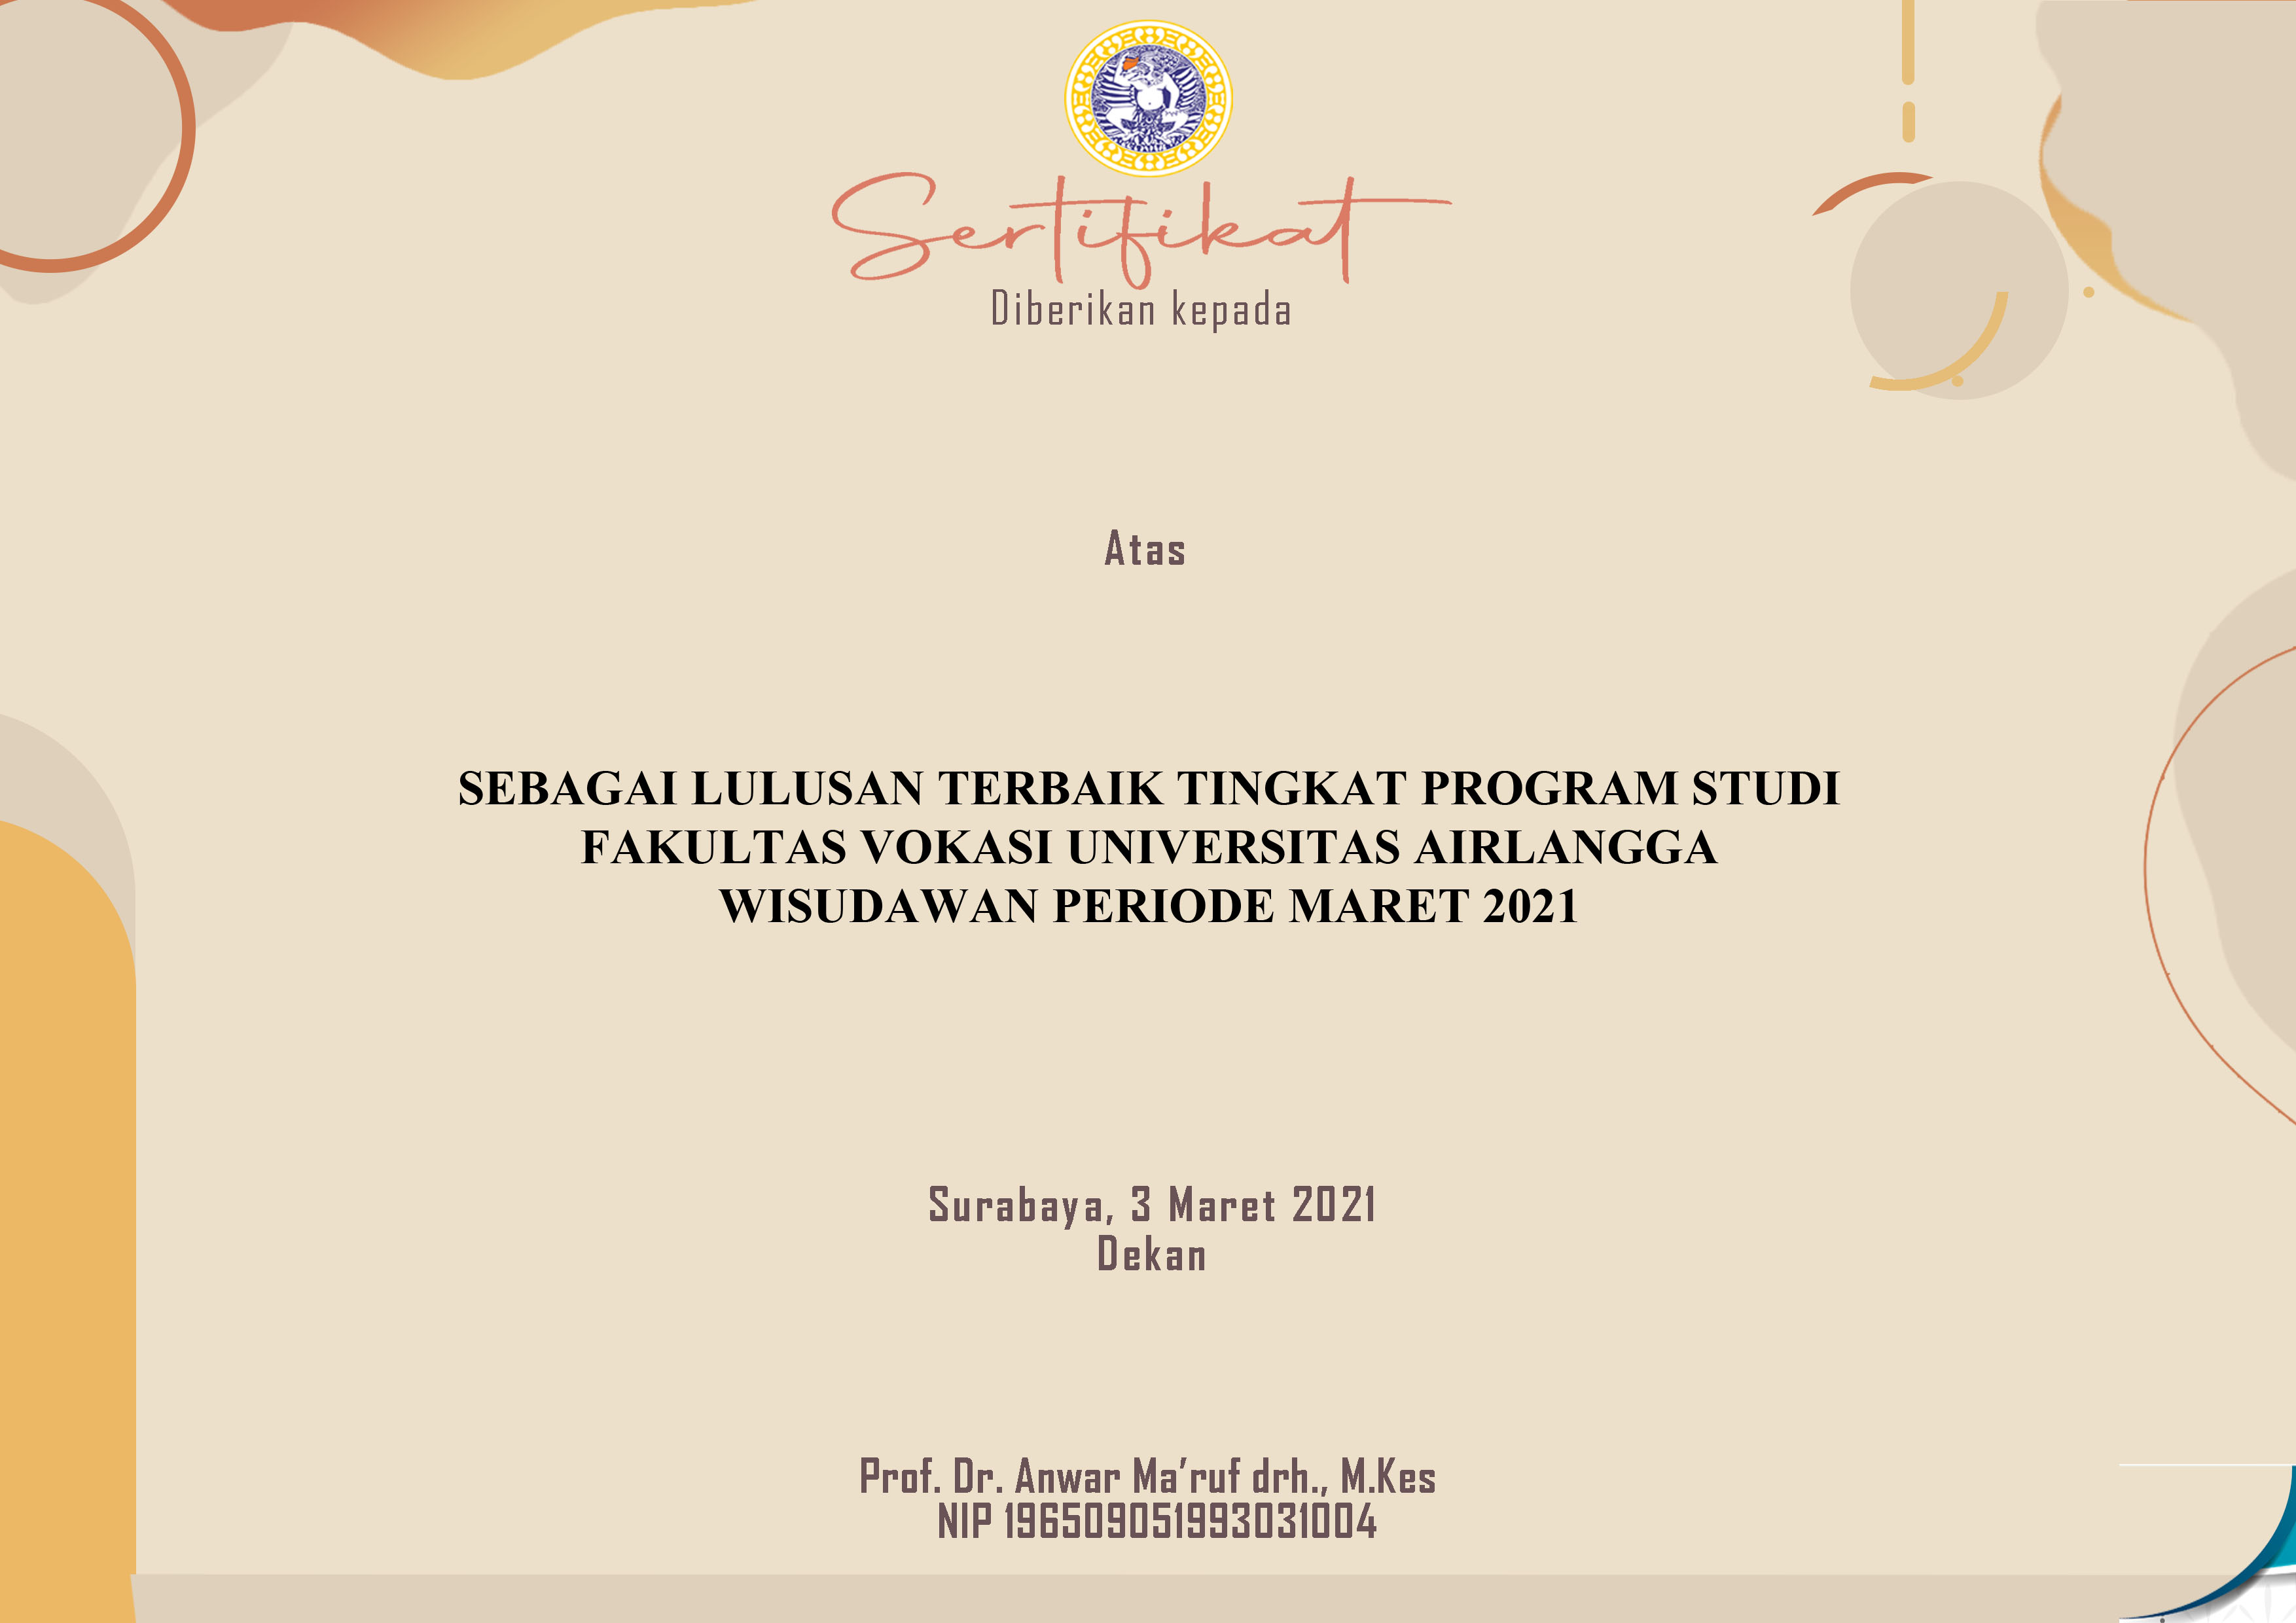 Sertifikat
Diberikan kepada
Atas
SEBAGAI LULUSAN TERBAIK TINGKAT PROGRAM STUDI
FAKULTAS VOKASI UNIVERSITAS AIRLANGGA
WISUDAWAN PERIODE MARET 2021
Surabaya, 3 Maret 2021
Dekan
Prof. Dr. Anwar Ma'ruf drh., M.Kes
NIP 196509051993031004